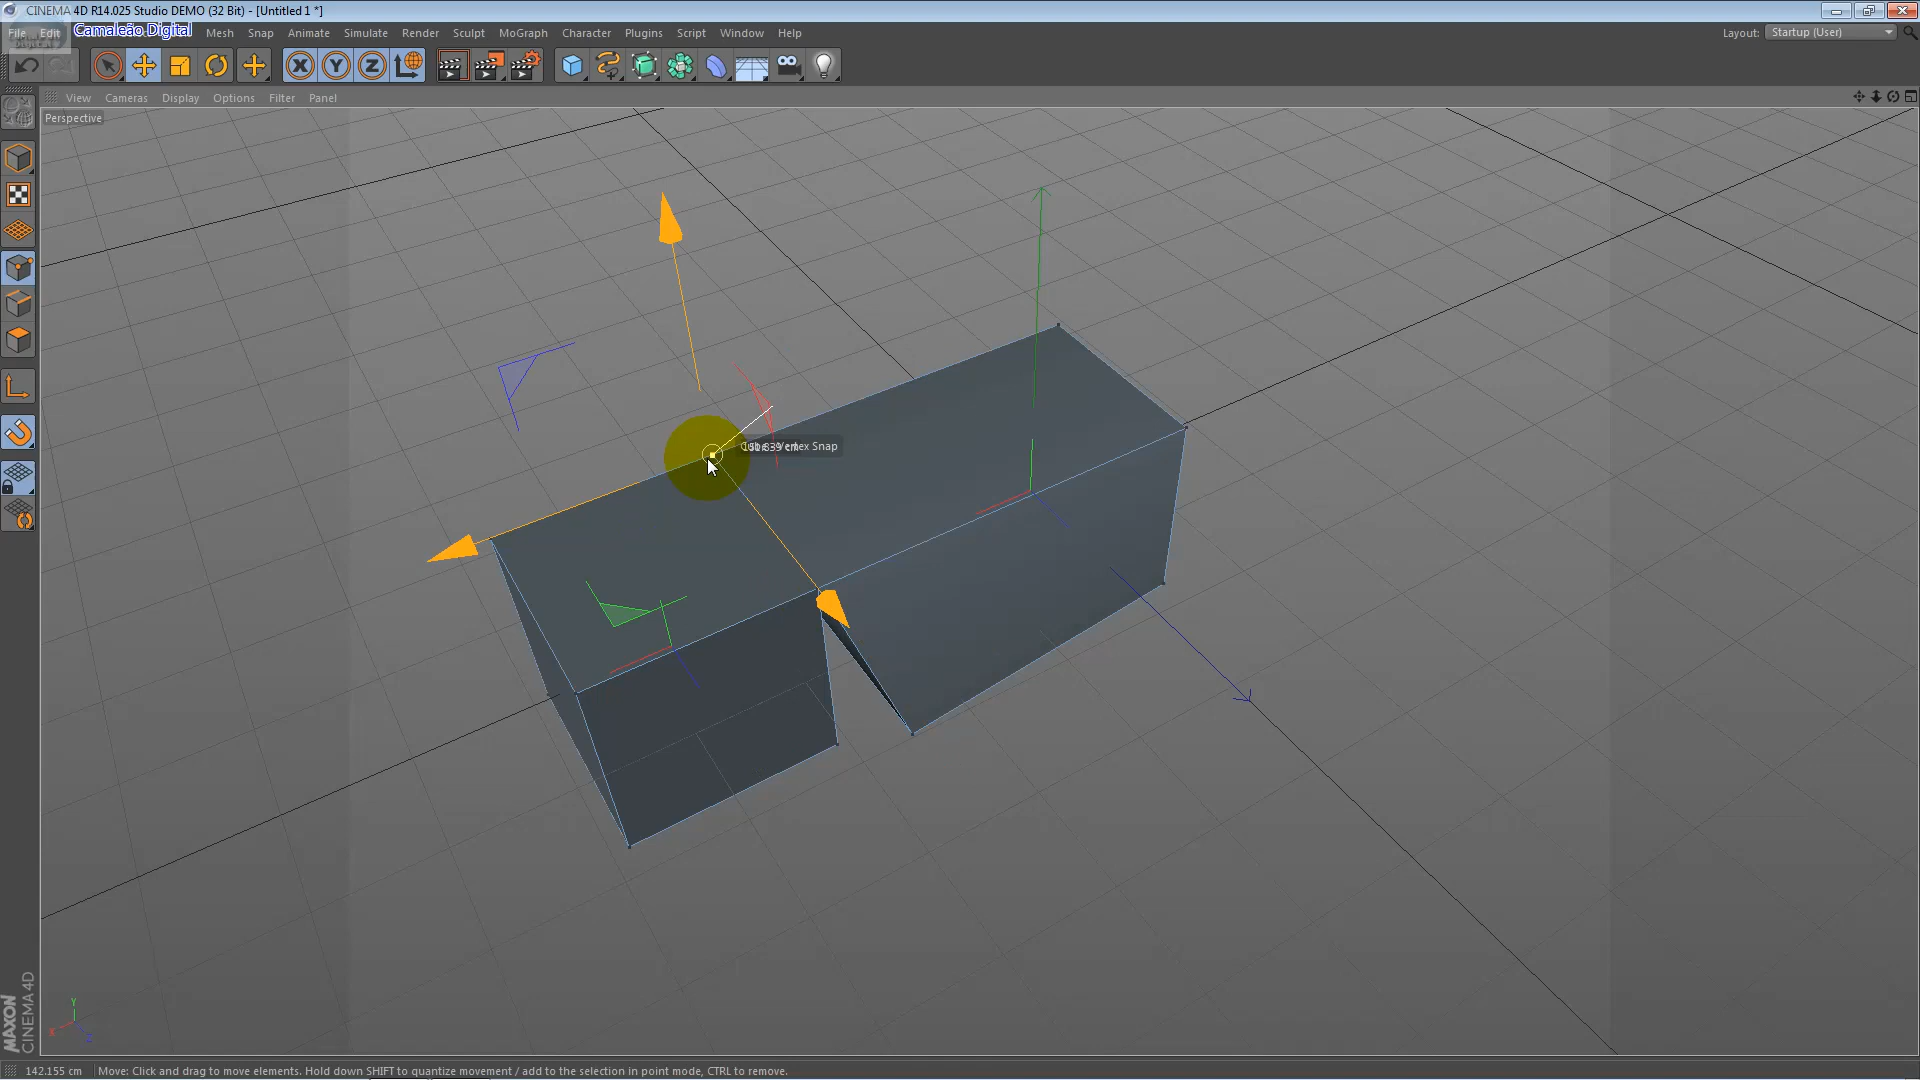 CINEMA 4D R14.025 Studio DEMO (32 Bit) - [Untitled 1 *]
File Edit Camaleão Digital Mesh Snap Animate Simulate Render Sculpt MoGraph Character Plugins Script Window Help Layout: Startup (User)
X Y Z
View Cameras Display Options Filter Panel
Perspective
Vertex Snap
Y
X
Z
MAXON
CINEMA 4D
142.155 cm Move: Click and drag to move elements. Hold down SHIFT to quantize movement / add to the selection in point mode, CTRL to remove.